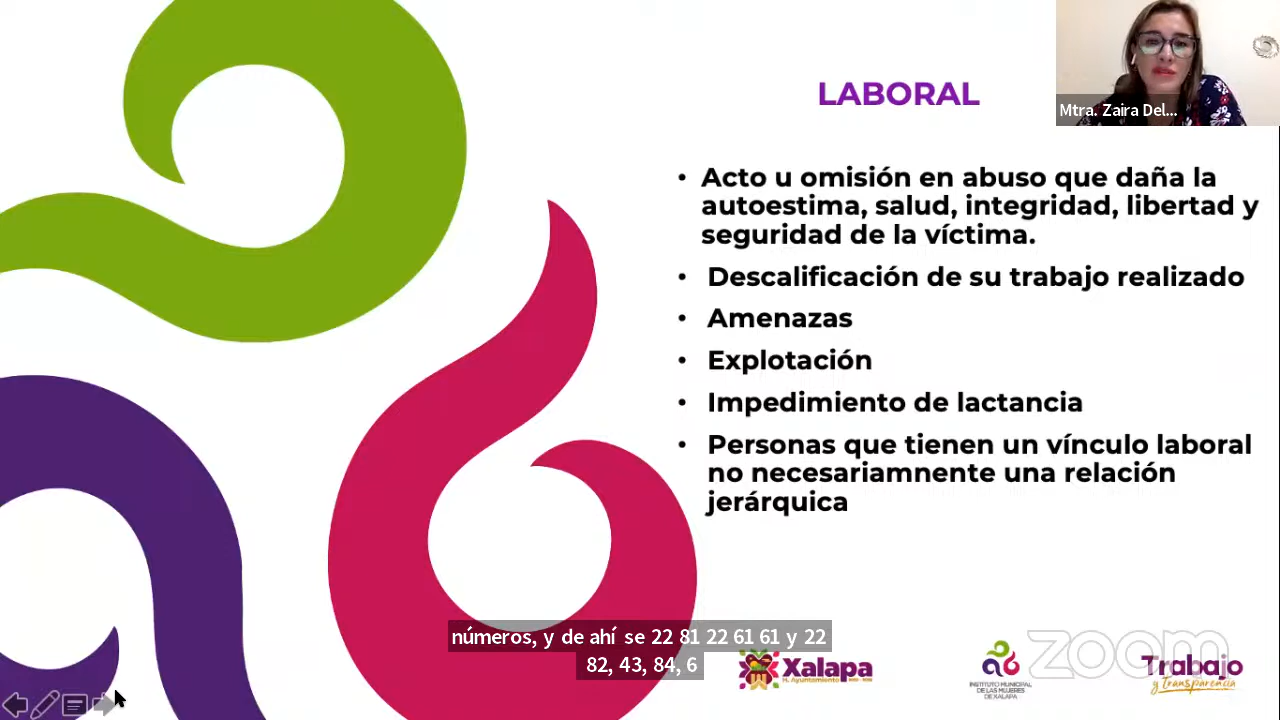 LABORAL
Mtra. Zaira Del...
• Acto u omisión en abuso que daña la
autoestima, salud, integridad, libertad y
seguridad de la víctima.
• Descalificación de su trabajo realizado
• Amenazas
• Explotación
• Impedimiento de lactancia
• Personas que tienen un vínculo laboral
no necesariamnente una relación
jerárquica
números, y de ahí se 22 81 22 61 61 y 22
82, 43, 84, 6
Xalapa
H. Ayuntamiento
INSTITUTO MUNICIPAL
DE LAS MUJERES
DE XALAPA
zoom
Trabajo
y Transparencia